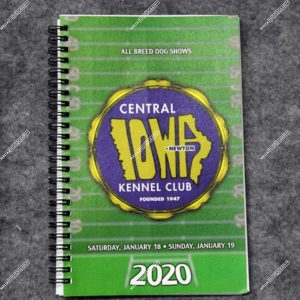 ALL BREED DOG SHOWS
CENTRAL
IOWA
NEWTON
KENNEL CLUB
FOUNDED 1947
SATURDAY, JANUARY 18 • SUNDAY, JANUARY 19
2020